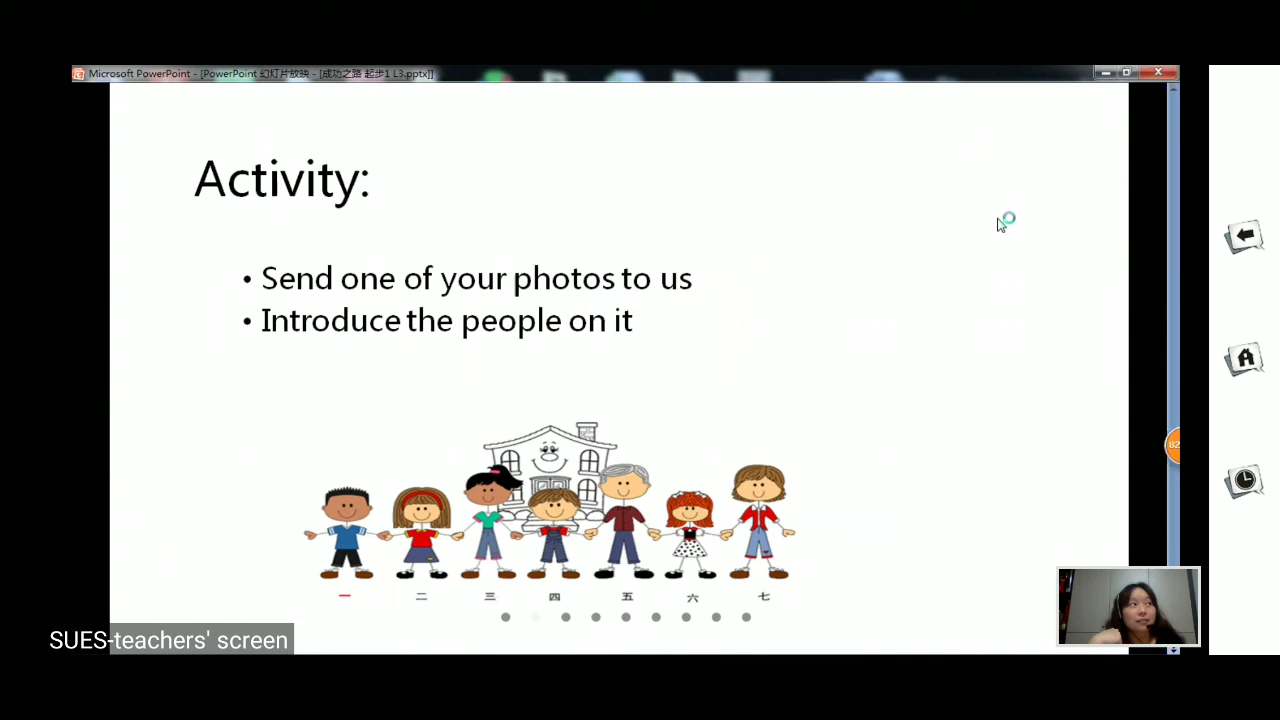 Microsoft PowerPoint - [PowerPoint 幻灯片放映 - [成功之路 起步1 L3.pptx]]
Activity:
• Send one of your photos to us
• Introduce the people on it
82
一 二 三 四 五 六 七
SUES-teachers' screen